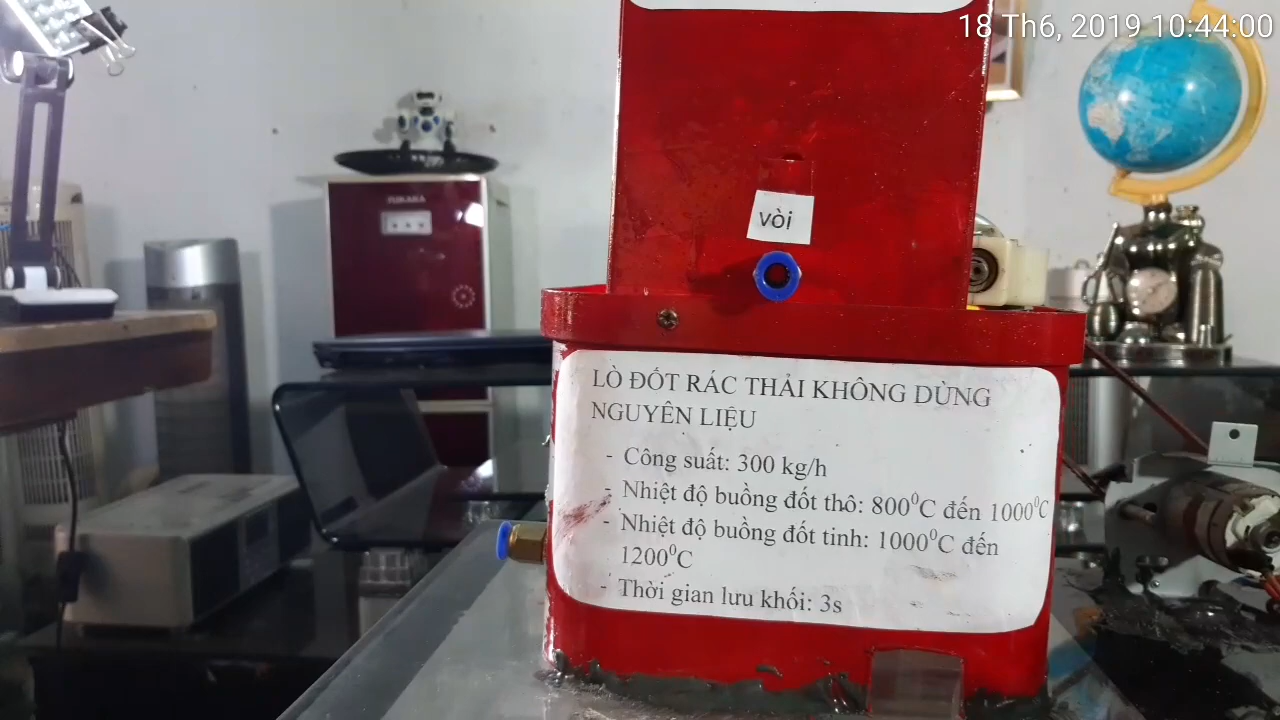 18 Th6, 2019 10:44:00
FUKADA
vòi
LÒ ĐỐT RÁC THẢI KHÔNG DÙNG
NGUYÊN LIỆU
- Công suất: 300 kg/h
- Nhiệt độ buồng đốt thô: 800⁰C đến 1000⁰C
- Nhiệt độ buồng đốt tinh: 1000⁰C đến
1200⁰C
- Thời gian lưu khối: 3s